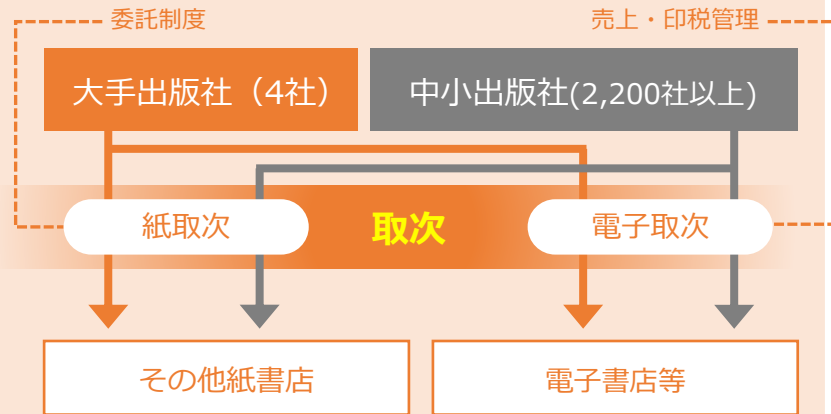 委託制度
売上・印税管理
大手出版社（4社）
中小出版社(2,200社以上)
紙取次
取次
電子取次
その他紙書店
電子書店等